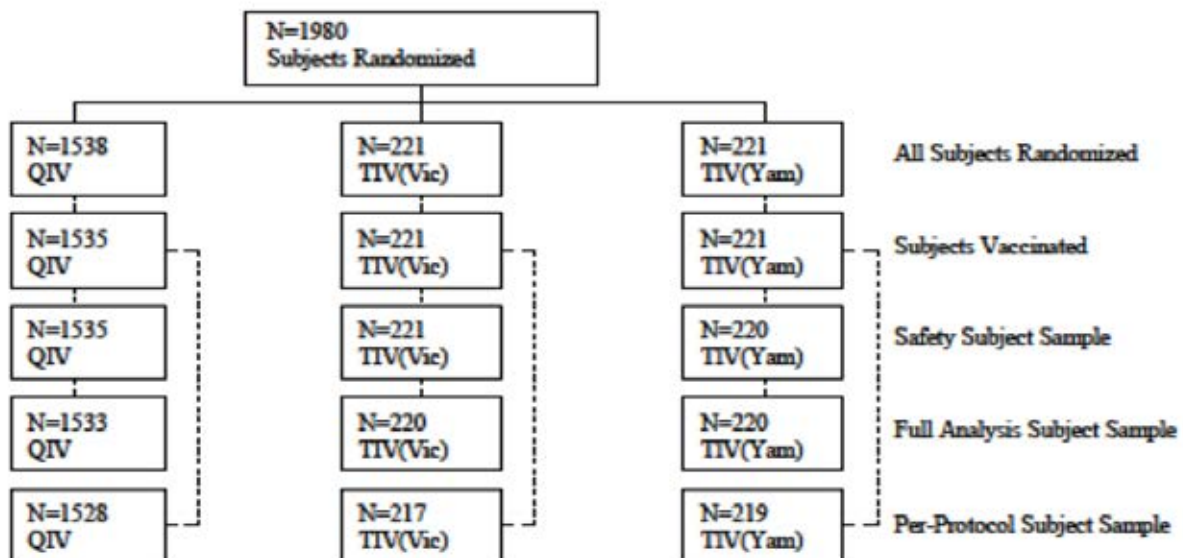 N=1980
Subjects Randomized
N=1538
QIV
N=221
TIV(Vic)
N=221
TIV(Yam)
All Subjects Randomized
N=1535
QIV
N=221
TIV(Vic)
N=221
TIV(Yam)
Subjects Vaccinated
N=1535
QIV
N=221
TIV(Vic)
N=220
TIV(Yam)
Safety Subject Sample
N=1533
QIV
N=220
TIV(Vic)
N=220
TIV(Yam)
Full Analysis Subject Sample
N=1528
QIV
N=217
TIV(Vic)
N=219
TIV(Yam)
Per-Protocol Subject Sample